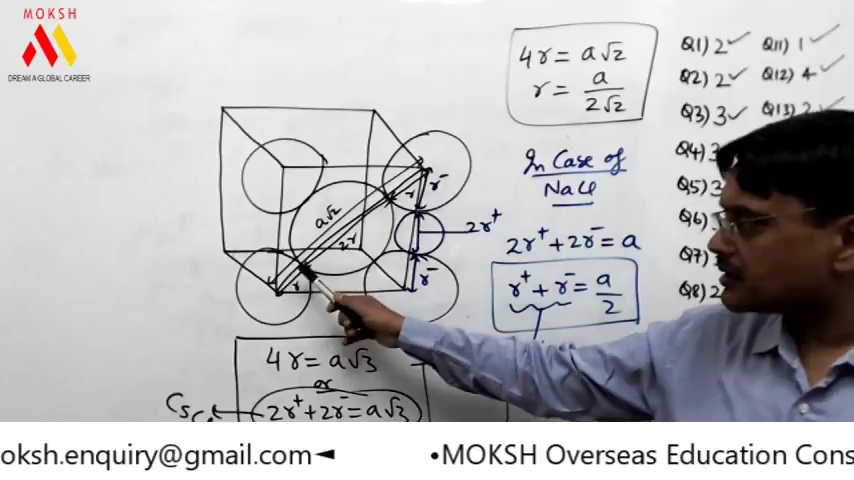 MOKSH
DREAM A GLOBAL CAREER
4r = a√2
r = a/2√2
Q1) 2 ✓
Q2) 2 ✓
Q3) 3 ✓
Q4) 3
Q5) 3
Q6)
Q7)
Q8) 2
Q11) 1 ✓
Q12) 4 ✓
Q13) 2
In Case of
NaCl
2r⁺ + 2r⁻ = a
r⁺ + r⁻ = a/2
a√2
2r
r
r
r⁻
2r⁺
r⁻
4r = a√3
or
2r⁺ + 2r⁻ = a√3
oksh.enquiry@gmail.com◄
•MOKSH Overseas Education Cons